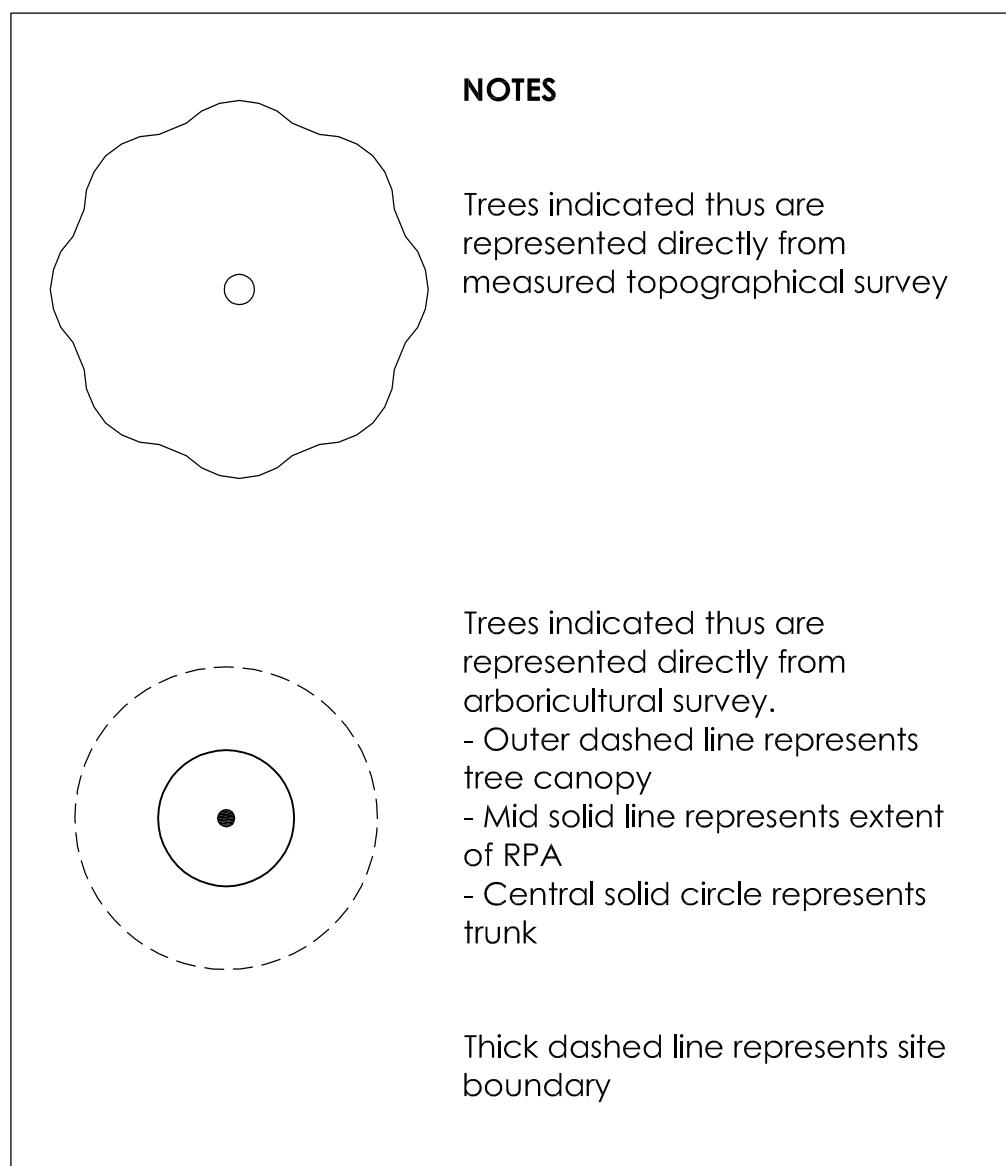 NOTES
Trees indicated thus are
represented directly from
measured topographical survey
Trees indicated thus are
represented directly from
arboricultural survey.
- Outer dashed line represents
tree canopy
- Mid solid line represents extent
of RPA
- Central solid circle represents
trunk
Thick dashed line represents site
boundary